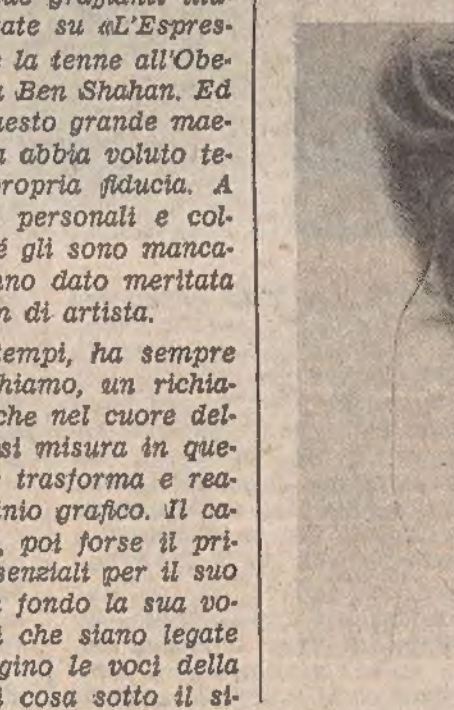 ate su «L'Espres-
la tenne all'Obe-
Ben Shahan. Ed
uesto grande mae-
a abbia voluto te-
propria fiducia. A
personali e col-
é gli sono manca-
nno dato meritata
n di artista.
tempi, ha sempre
hiamo, un richia-
che nel cuore del-
si misura in que-
trasforma e rea-
inio grafico. Il ca-
, poi forse il pri-
senziali per il suo
fondo la sua vo-
i che siano legate
gino le voci della
i cosa sotto il si-